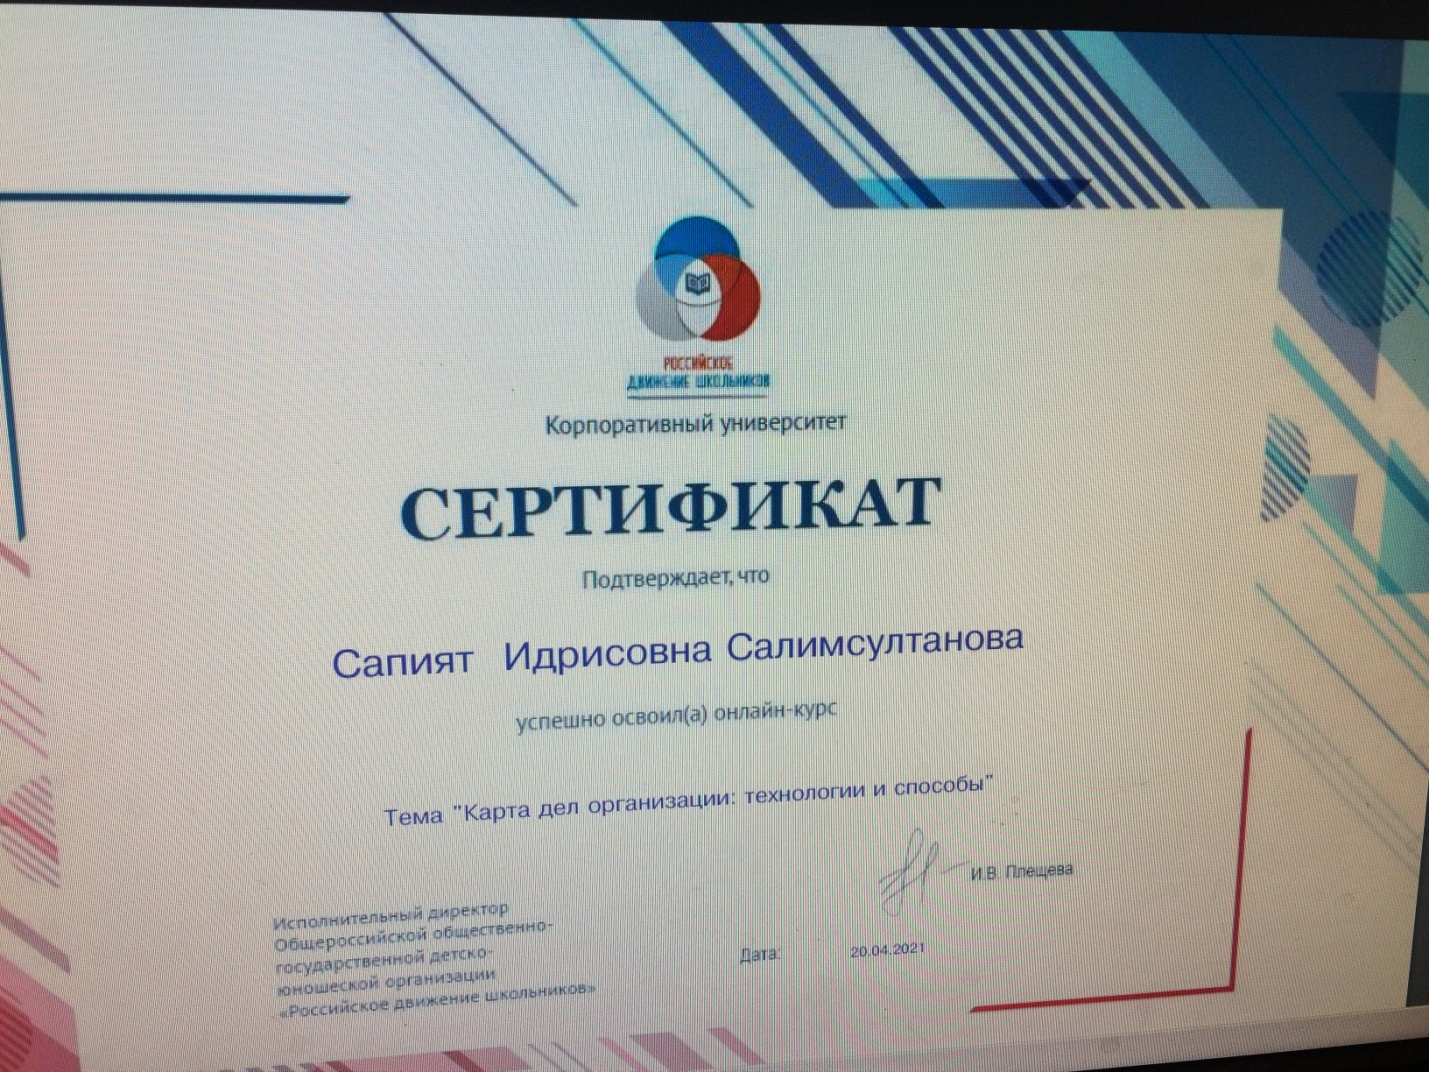 РОССИЙСКОЕ
ДВИЖЕНИЕ ШКОЛЬНИКОВ
Корпоративный университет
СЕРТИФИКАТ
Подтверждает, что
Сапият Идрисовна Салимсултанова
успешно освоил(а) онлайн-курс
Тема "Карта дел организации: технологии и способы"
И.В. Плещева
Исполнительный директор
Общероссийской общественно-
государственной детско-
юношеской организации
«Российское движение школьников»
Дата: 20.04.2021